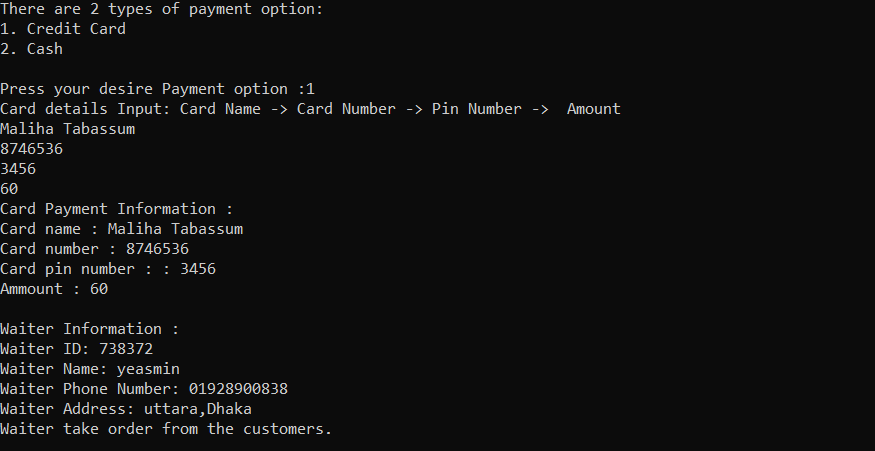 There are 2 types of payment option:
1. Credit Card
2. Cash
Press your desire Payment option :1
Card details Input: Card Name -> Card Number -> Pin Number ->  Amount
Maliha Tabassum
8746536
3456
60
Card Payment Information :
Card name : Maliha Tabassum
Card number : 8746536
Card pin number : : 3456
Ammount : 60
Waiter Information :
Waiter ID: 738372
Waiter Name: yeasmin
Waiter Phone Number: 01928900838
Waiter Address: uttara,Dhaka
Waiter take order from the customers.